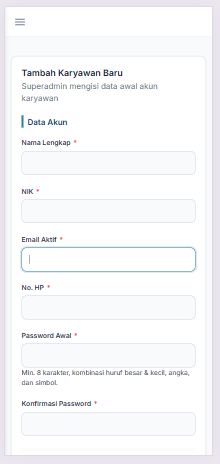 Tambah Karyawan Baru
Superadmin mengisi data awal akun
karyawan
Data Akun
Nama Lengkap *
NIK *
Email Aktif *
No. HP *
Password Awal *
Min. 8 karakter, kombinasi huruf besar & kecil, angka,
dan simbol.
Konfirmasi Password *